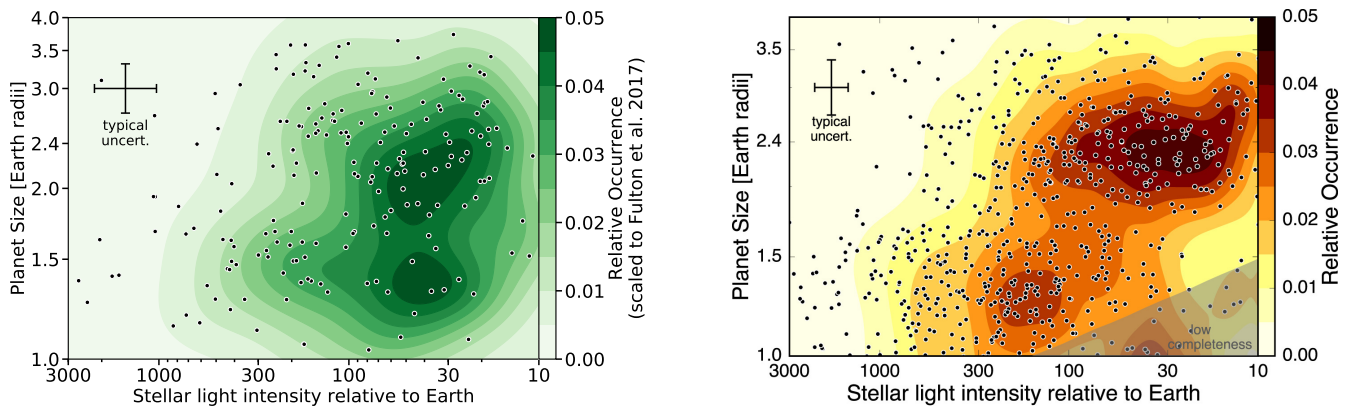 4.0
3.5
3.0
2.4
2.0
1.5
1.0
Planet Size [Earth radii]
typical
uncert.
3000
1000
300
100
30
10
Stellar light intensity relative to Earth
0.05
0.04
0.03
0.02
0.01
0.00
Relative Occurrence
(scaled to Fulton et al. 2017)
3.5
2.4
1.5
1.0
Planet Size [Earth radii]
typical
uncert.
low
completeness
3000
1000
300
100
30
10
Stellar light intensity relative to Earth
0.05
0.04
0.03
0.02
0.01
0.00
Relative Occurrence